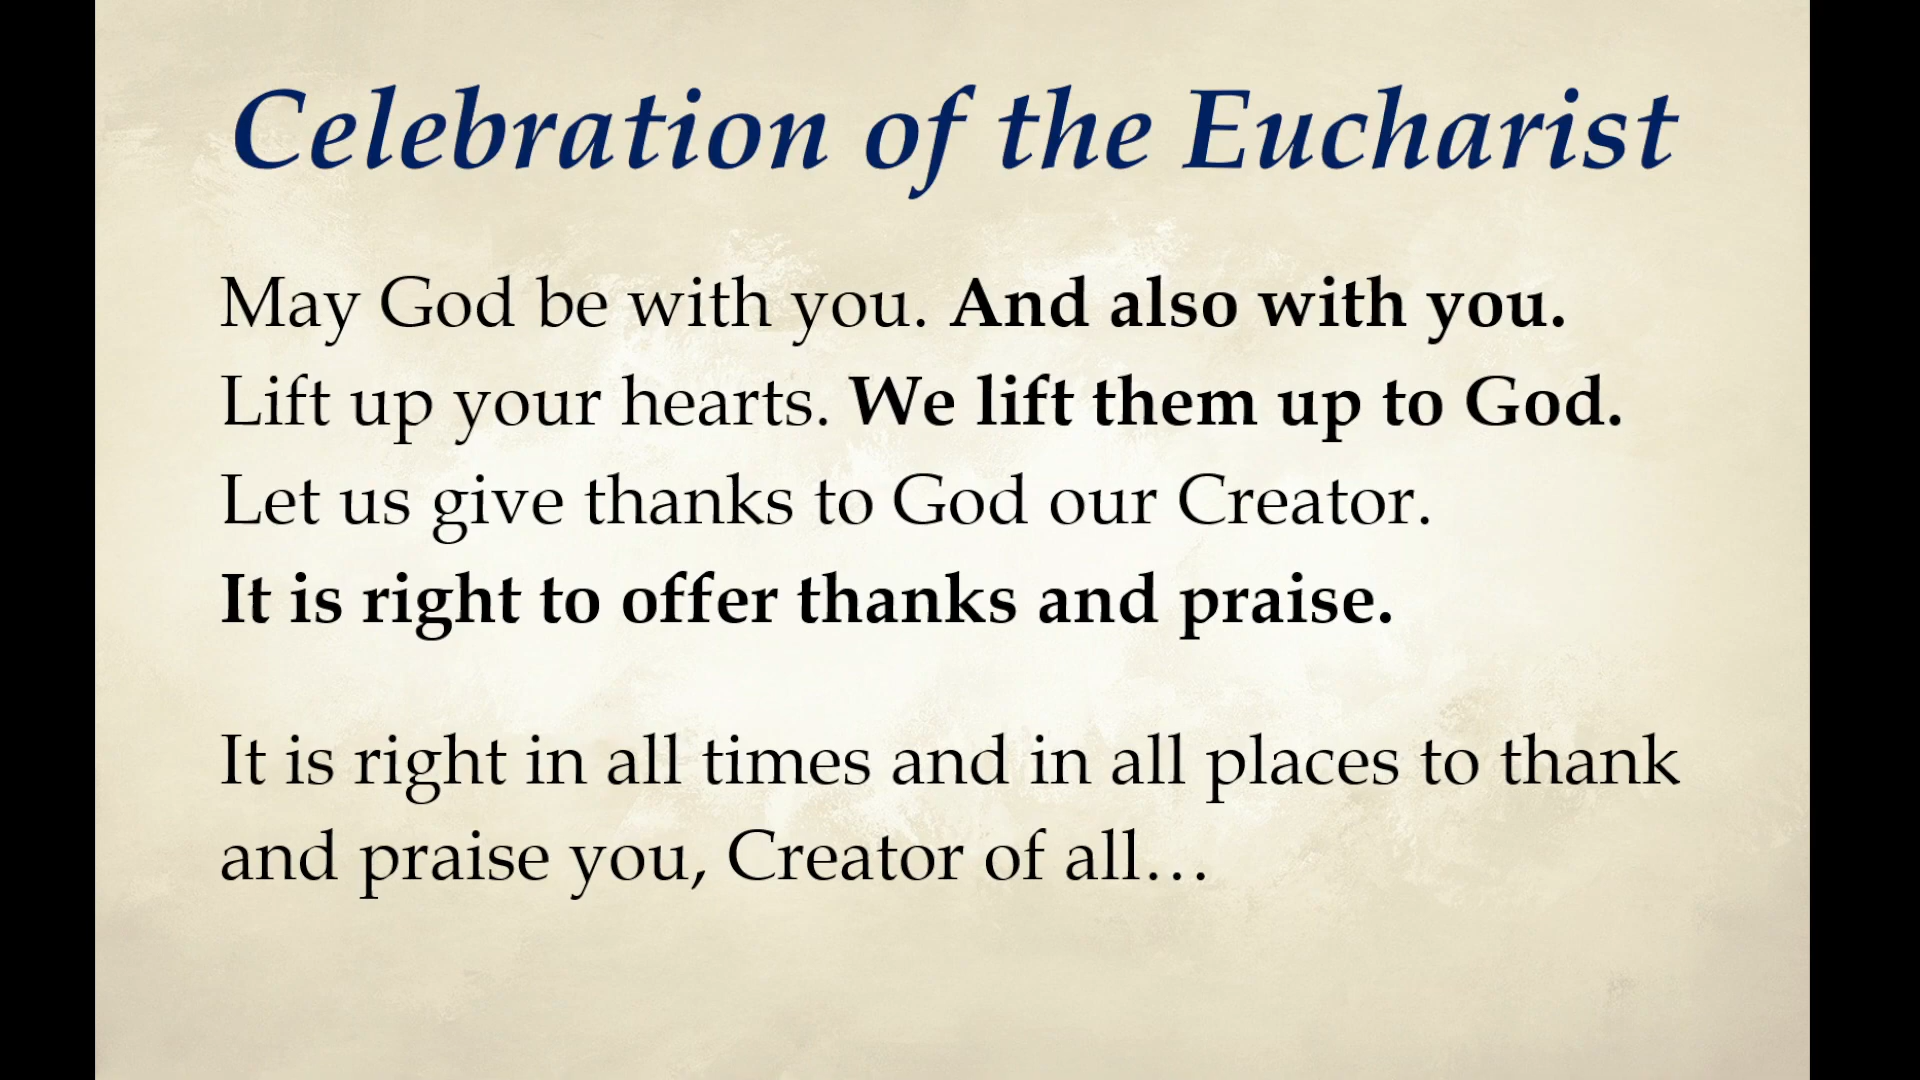 Celebration of the Eucharist
May God be with you. And also with you.
Lift up your hearts. We lift them up to God.
Let us give thanks to God our Creator.
It is right to offer thanks and praise.
It is right in all times and in all places to thank
and praise you, Creator of all…